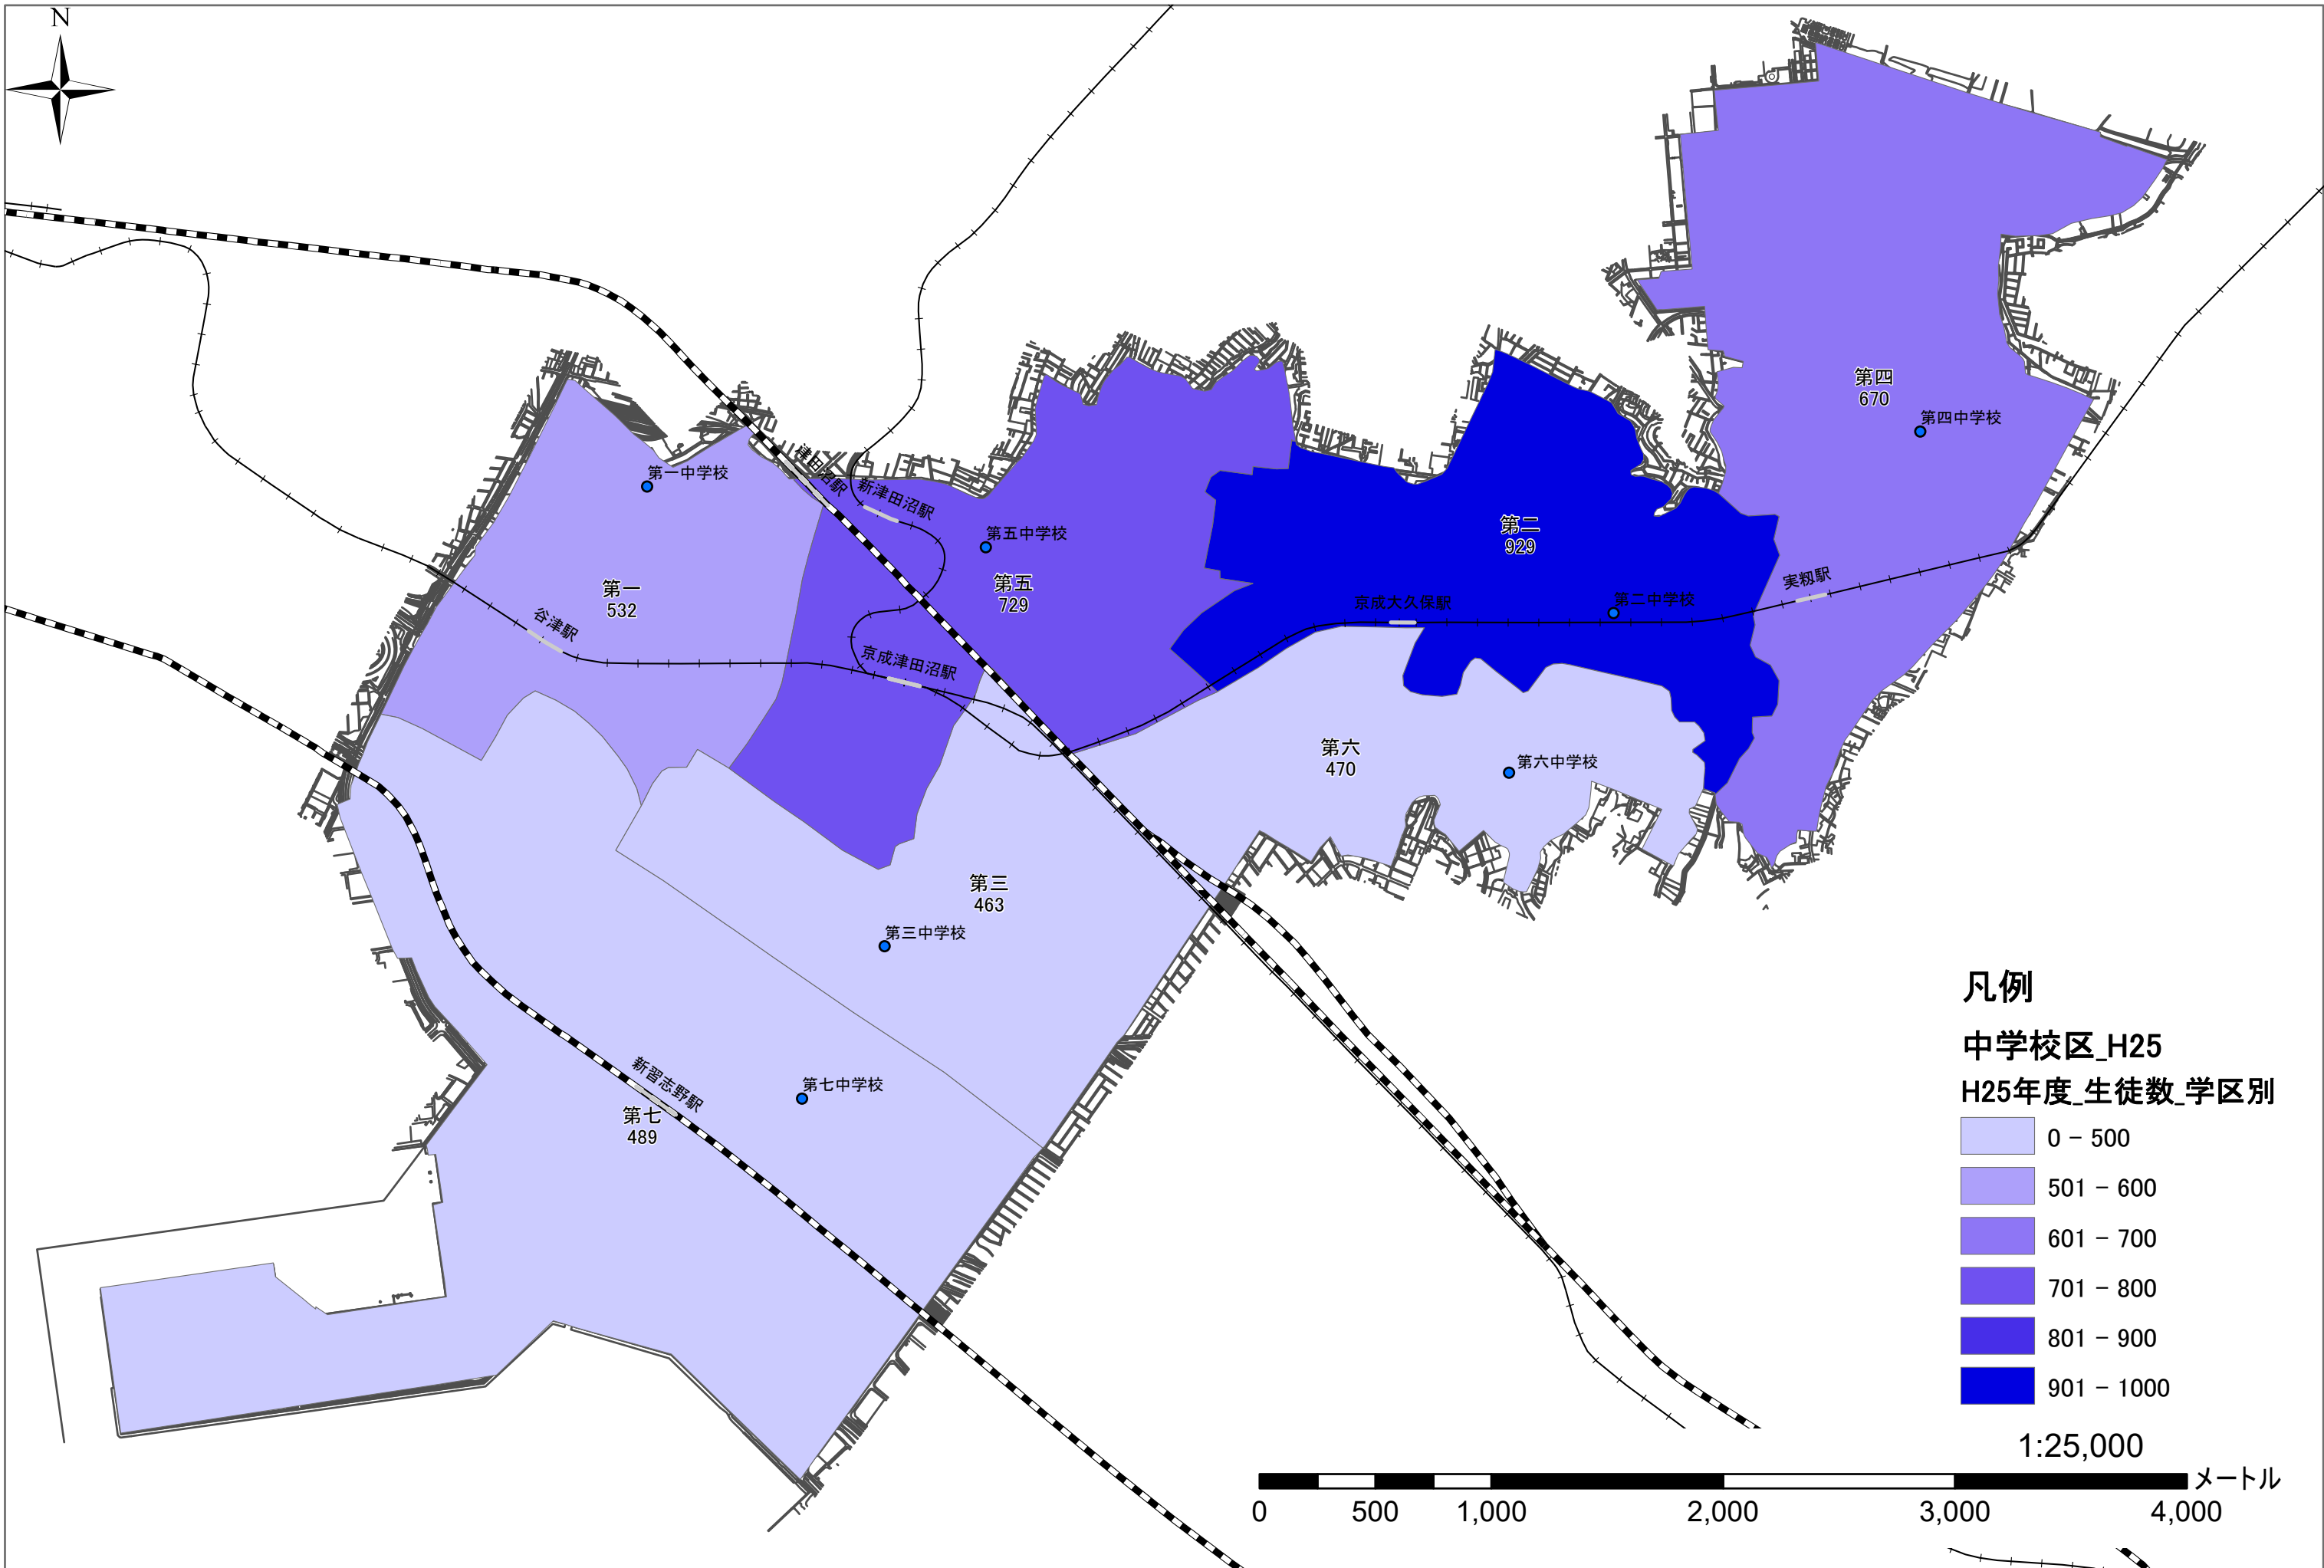 N
第四
670
第四中学校
第一中学校
津田沼駅
新津田沼駅
第五中学校
第二
929
第一
532
第五
729
実籾駅
京成大久保駅
第二中学校
谷津駅
京成津田沼駅
第六
470
第六中学校
第三
463
第三中学校
新習志野駅
第七中学校
第七
489
凡例
中学校区_H25
H25年度_生徒数_学区別
0 - 500
501 - 600
601 - 700
701 - 800
801 - 900
901 - 1000
1:25,000
メートル
0 500 1,000 2,000 3,000 4,000